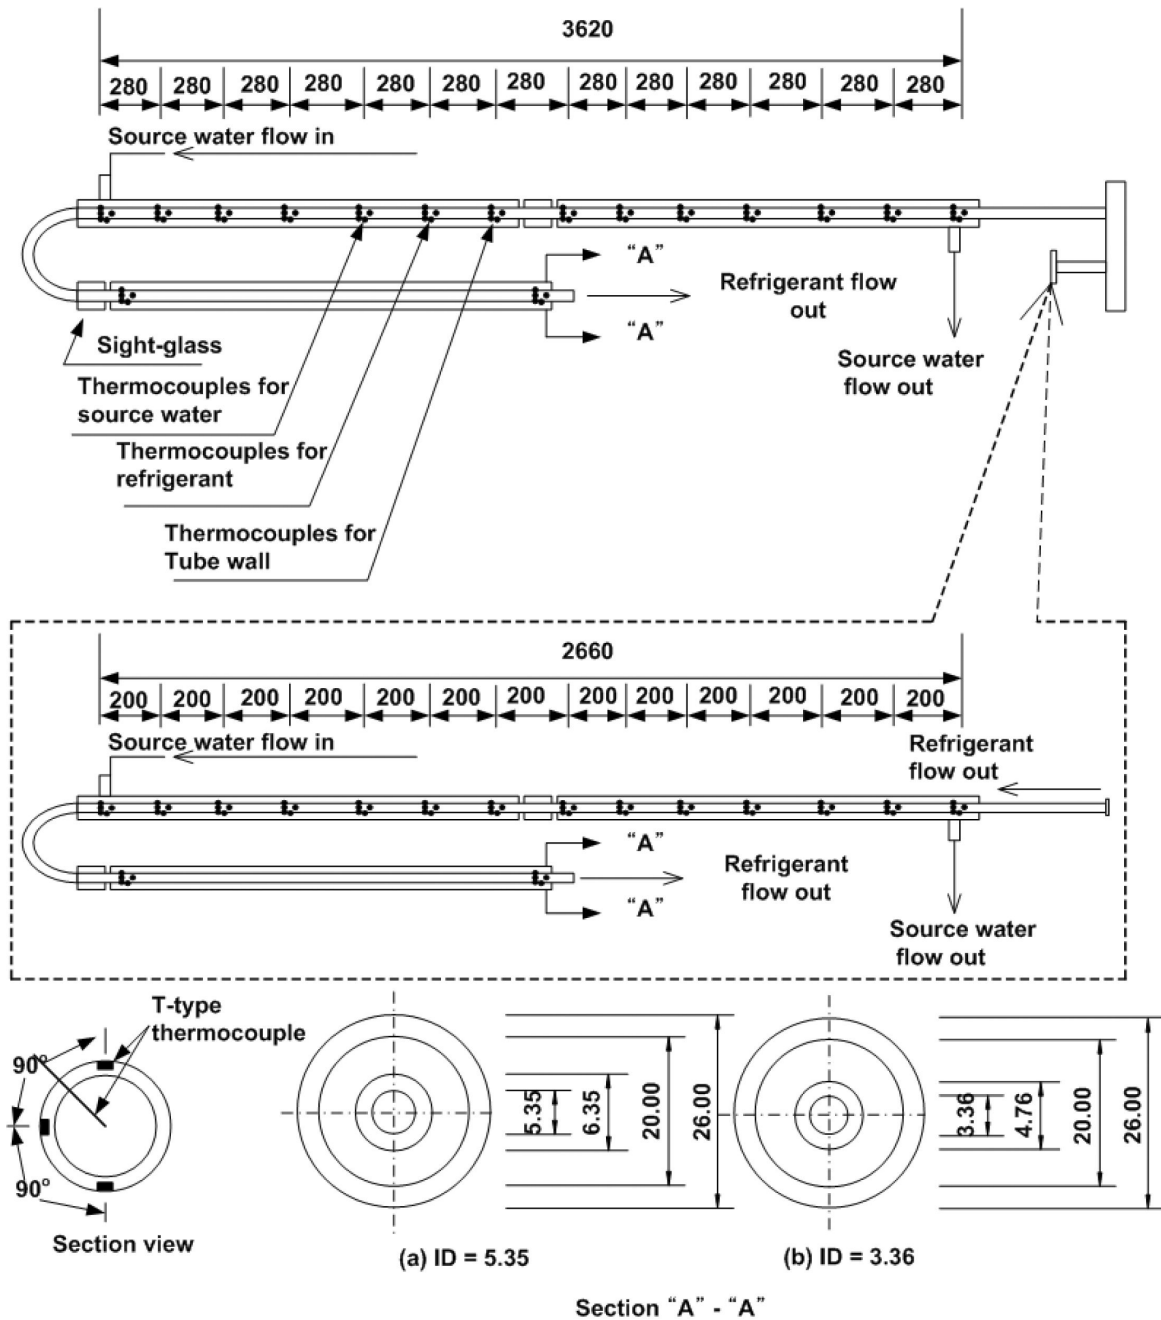 3620
280 280 280 280 280 280 280 280 280 280 280 280 280
Source water flow in
“A”
Refrigerant flow
out
“A”
Sight-glass
Source water
flow out
Thermocouples for
source water
Thermocouples for
refrigerant
Thermocouples for
Tube wall
2660
200 200 200 200 200 200 200 200 200 200 200 200 200
Source water flow in
Refrigerant
flow out
“A”
Refrigerant
flow out
“A”
Source water
flow out
T-type
thermocouple
90°
90°
Section view
5.35
6.35
20.00
26.00
(a) ID = 5.35
3.36
4.76
20.00
26.00
(b) ID = 3.36
Section “A” - “A”